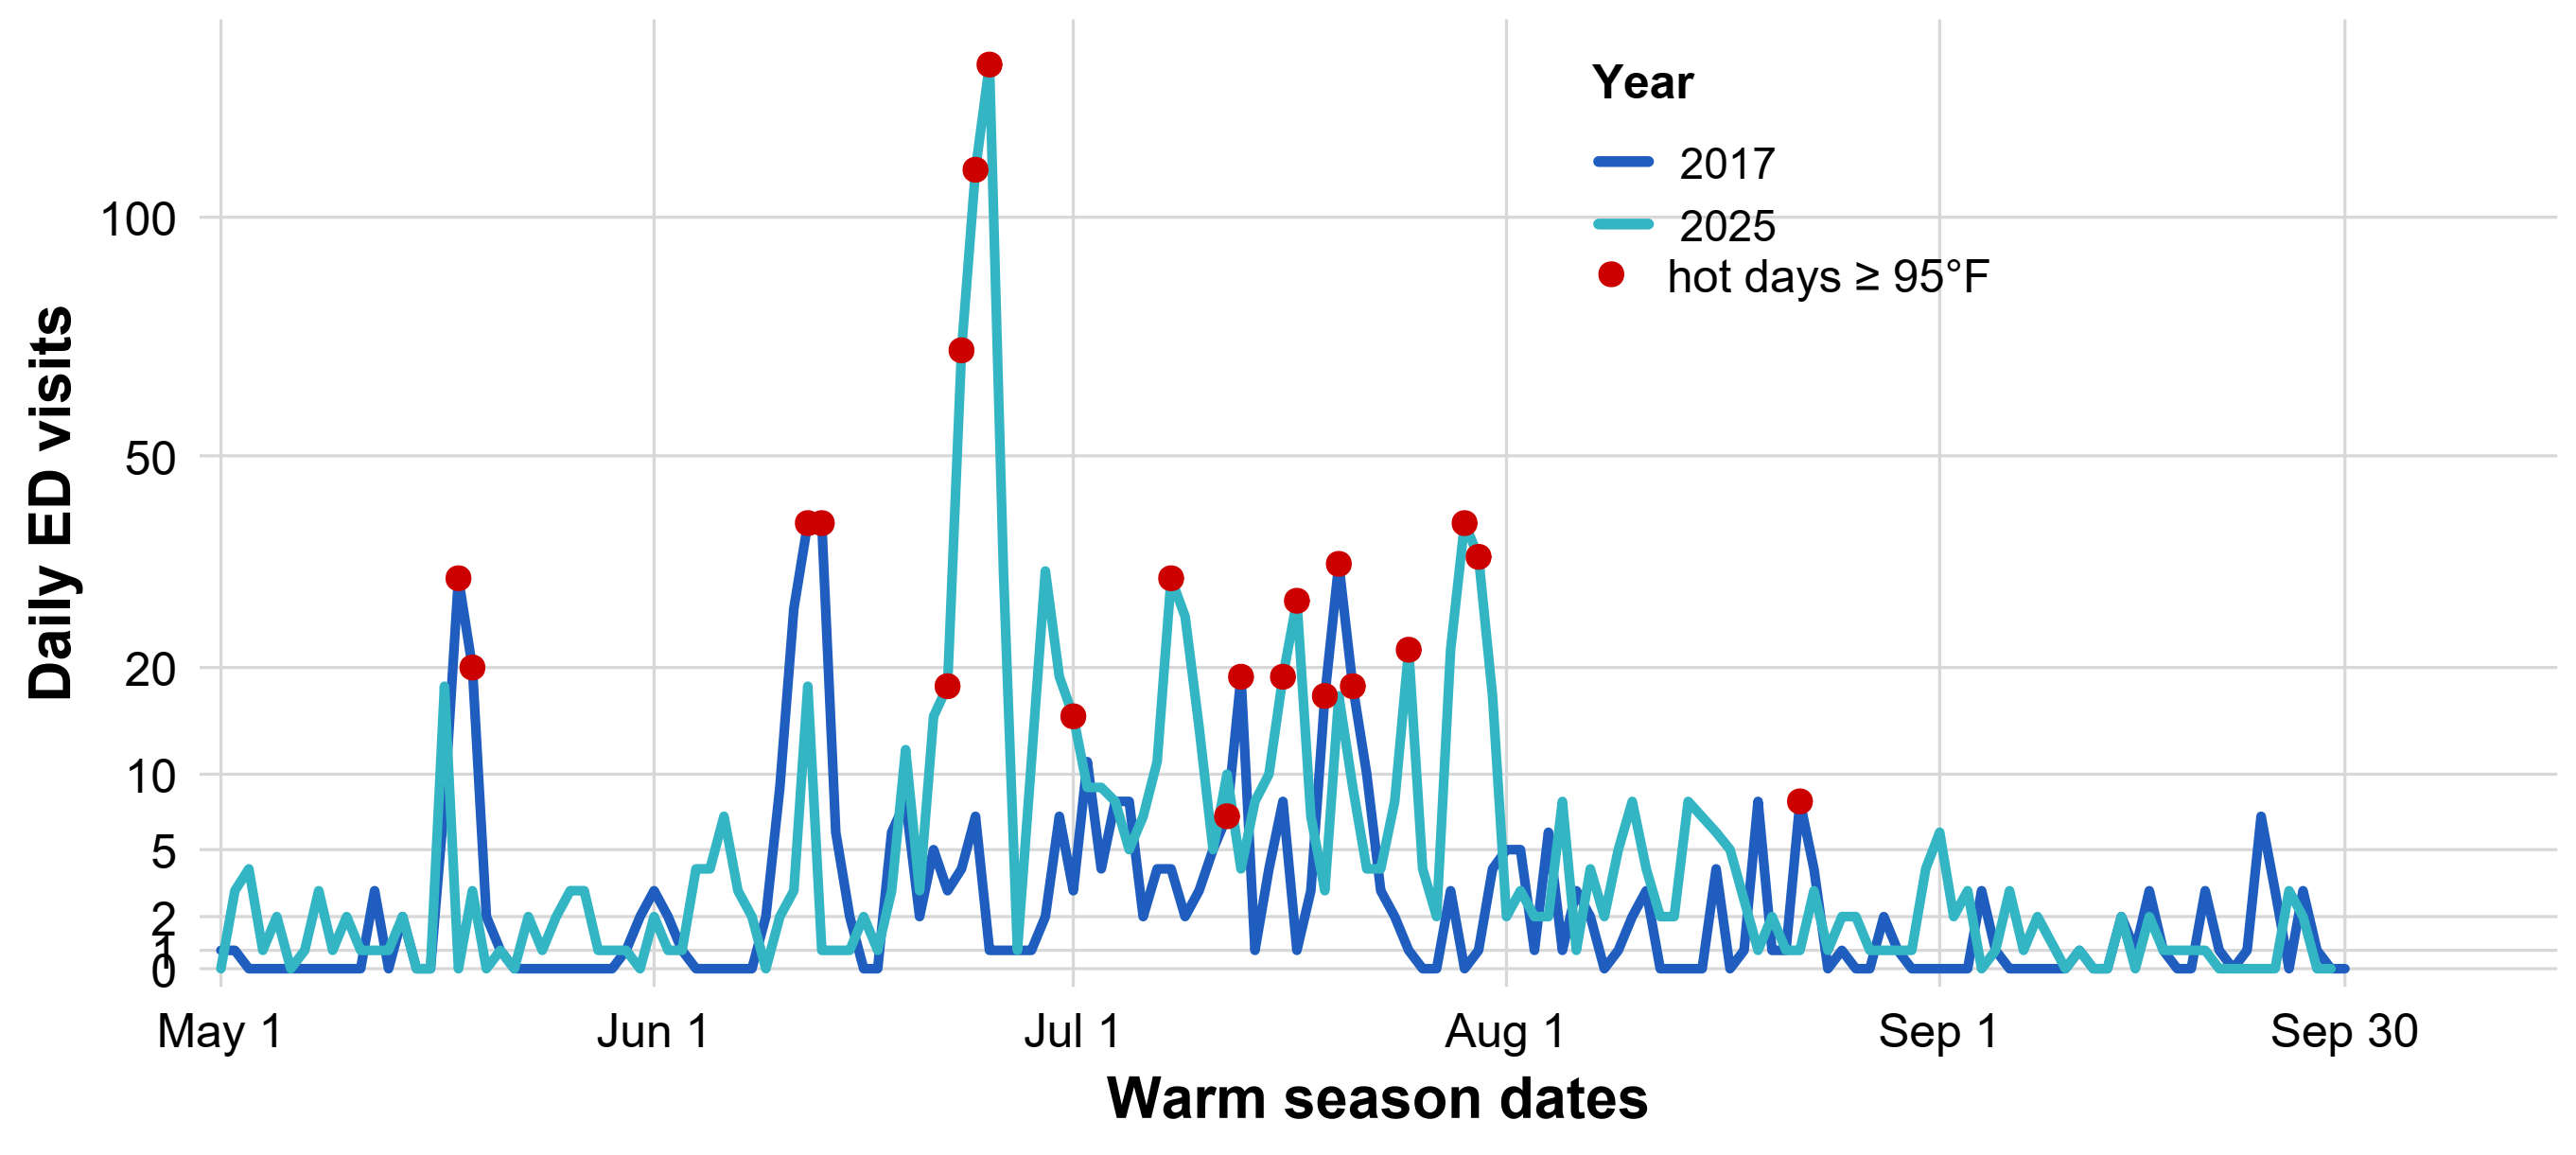 Year
2017
2025
hot days ≥ 95°F
Daily ED visits
100
50
20
10
5
2
1
0
May 1 Jun 1 Jul 1 Aug 1 Sep 1 Sep 30
Warm season dates